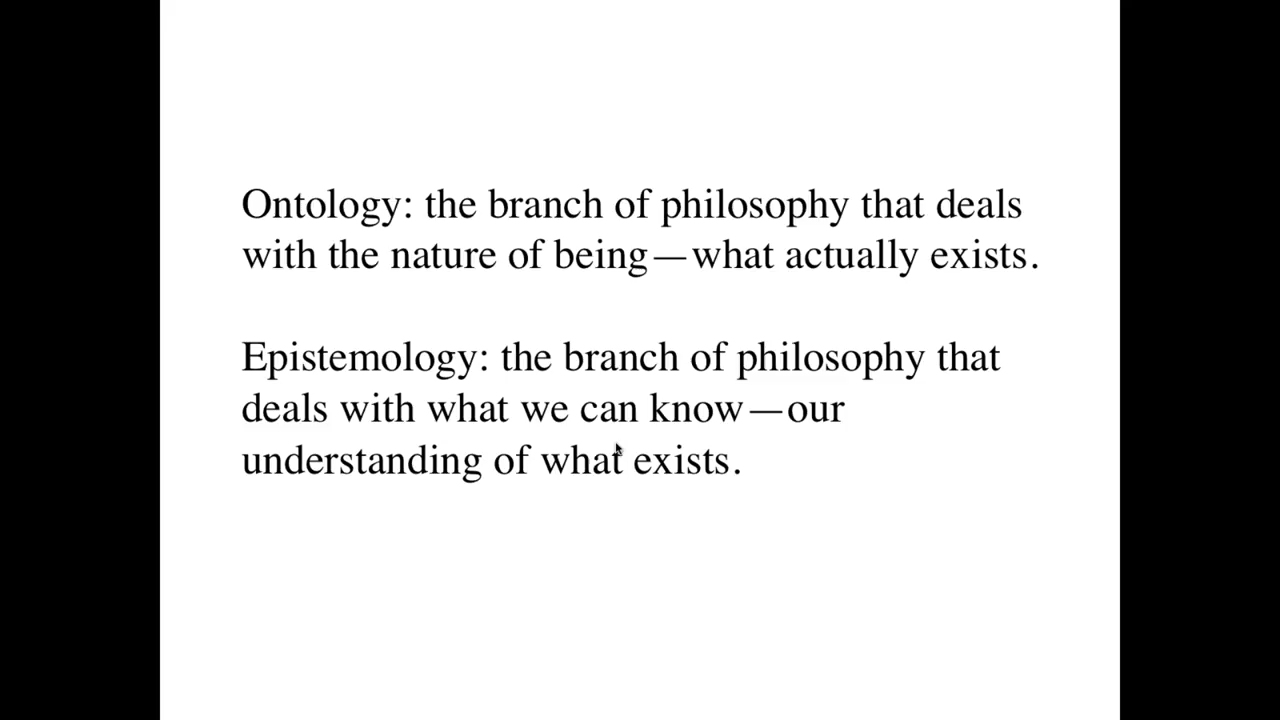 Ontology: the branch of philosophy that deals
with the nature of being—what actually exists.
Epistemology: the branch of philosophy that
deals with what we can know—our
understanding of what exists.